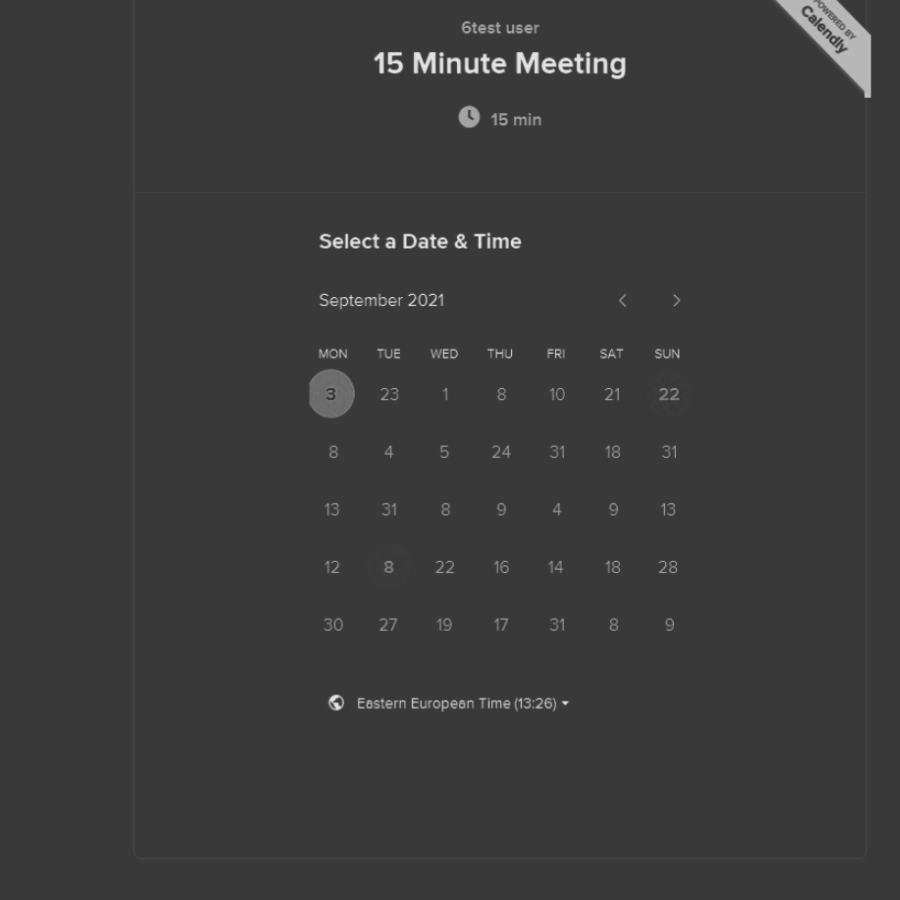 6test user
POWERED BY
Calendly
15 Minute Meeting
15 min
Select a Date & Time
September 2021
MON TUE WED THU FRI SAT SUN
3 23 1 8 10 21 22
8 4 5 24 31 18 31
13 31 8 9 4 9 13
12 8 22 16 14 18 28
30 27 19 17 31 8 9
Eastern European Time (13:26)